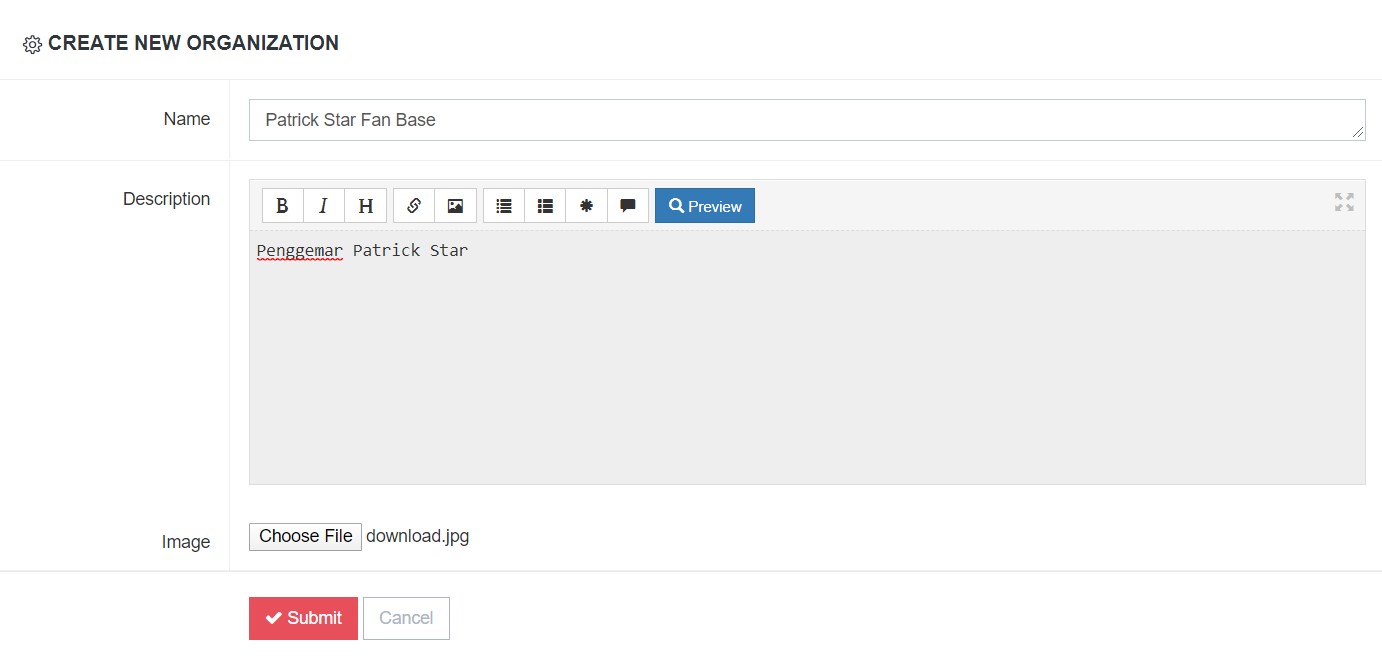 CREATE NEW ORGANIZATION
Name
Patrick Star Fan Base
Description
B I H Preview
Penggemar Patrick Star
Image
Choose File download.jpg
Submit Cancel